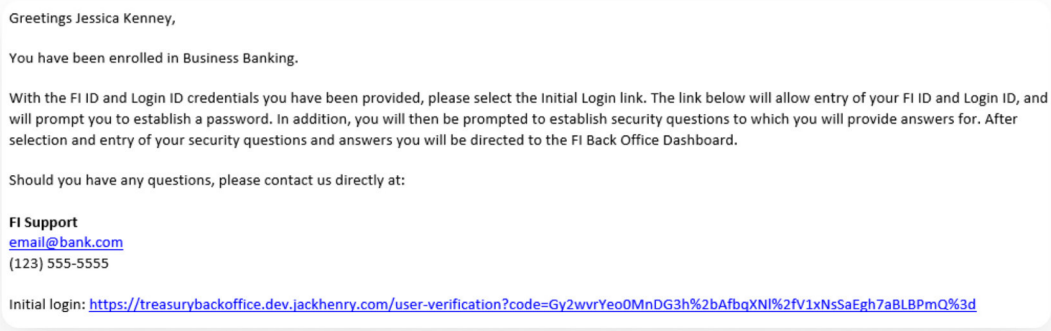 Greetings Jessica Kenney,
You have been enrolled in Business Banking.
With the FI ID and Login ID credentials you have been provided, please select the Initial Login link. The link below will allow entry of your FI ID and Login ID, and
will prompt you to establish a password. In addition, you will then be prompted to establish security questions to which you will provide answers for. After
selection and entry of your security questions and answers you will be directed to the FI Back Office Dashboard.
Should you have any questions, please contact us directly at:
FI Support
email@bank.com
(123) 555-5555
Initial login: https://treasurybackoffice.dev.jackhenry.com/user-verification?code=Gy2wvrYeo0MnDG3h%2bAfbqXNl%2fV1xNsSaEgh7aBLBPmQ%3d